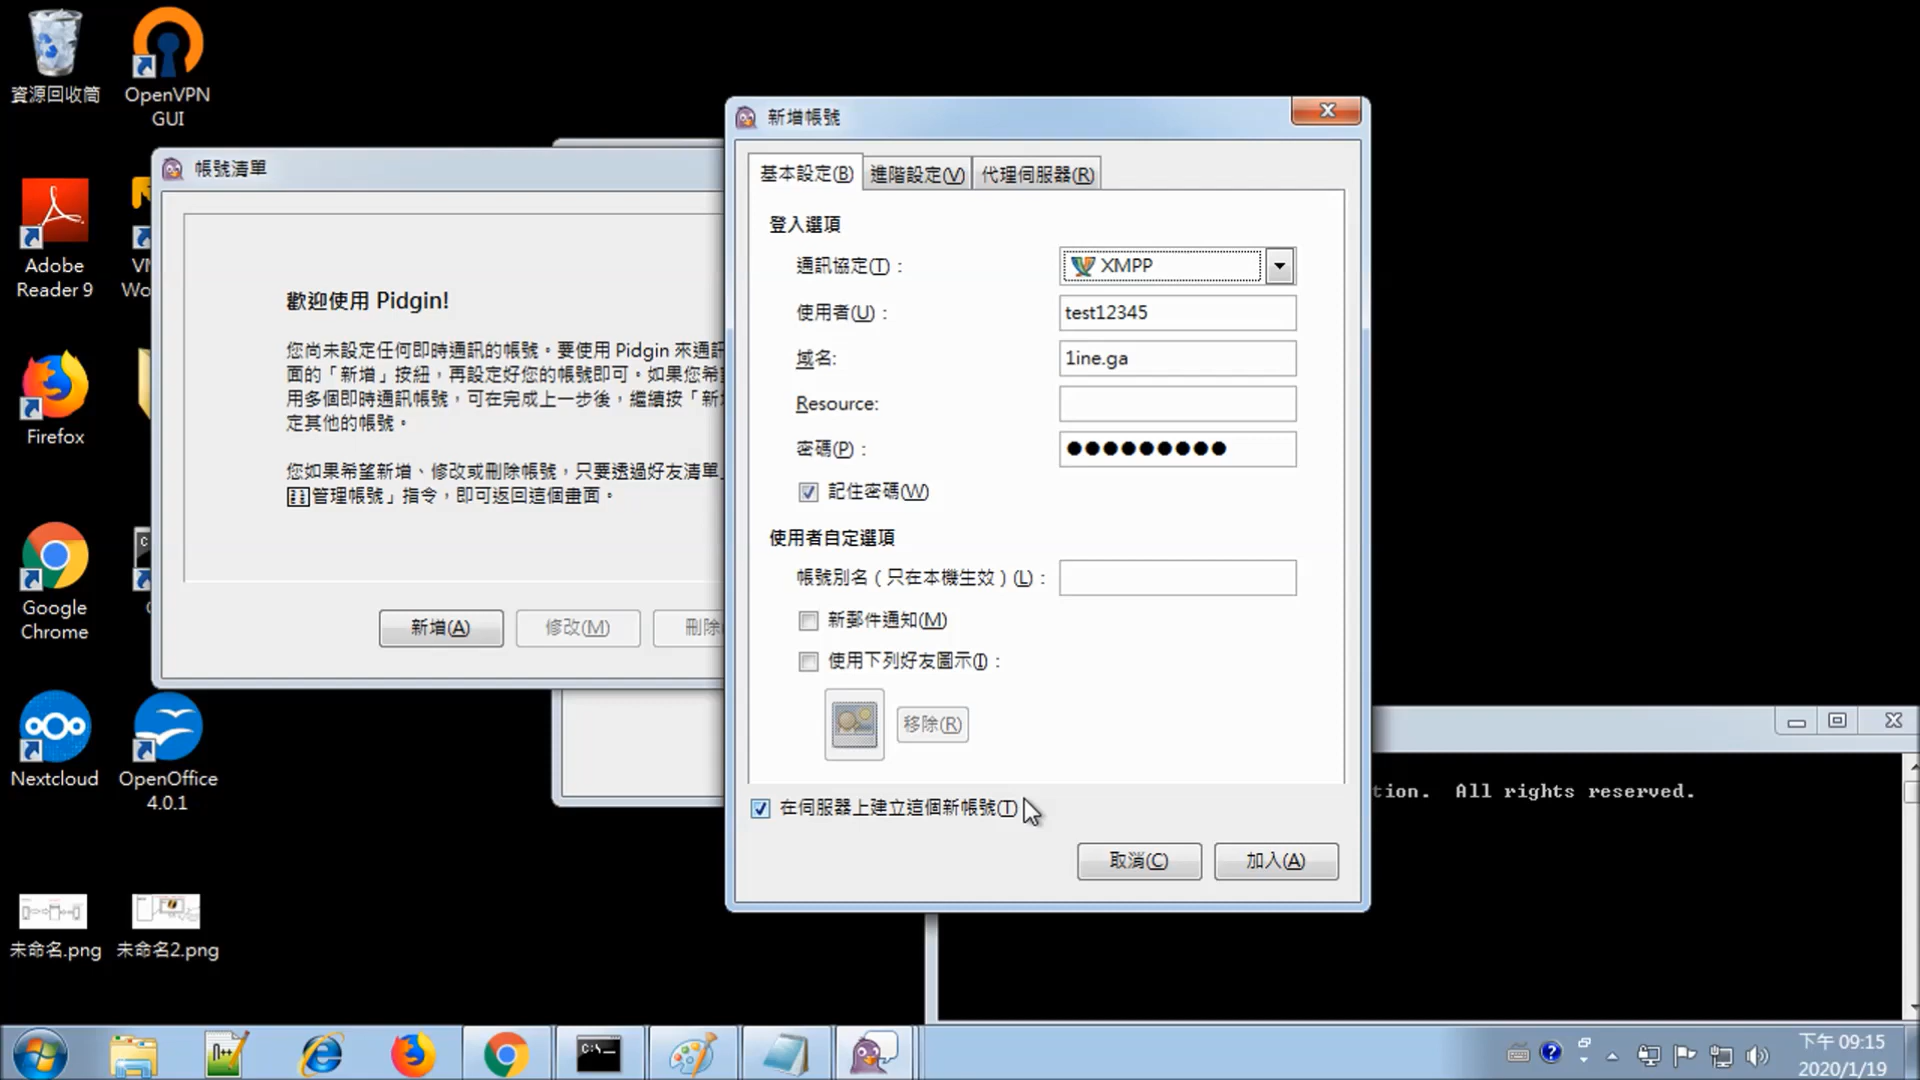 資源回收筒
OpenVPN GUI
Adobe Reader 9
Firefox
Google Chrome
Nextcloud
OpenOffice 4.0.1
未命名.png
未命名2.png
帳號清單
歡迎使用 Pidgin!
您尚未設定任何即時通訊的帳號。要使用 Pidgin 來通訊
面的「新增」按紐，再設定好您的帳號即可。如果您希
用多個即時通訊帳號，可在完成上一步後，繼續按「新
定其他的帳號。
您如果希望新增、修改或刪除帳號，只要透過好友清單
管理帳號」指令，即可返回這個畫面。
新增(A)
修改(M)
刪除
新增帳號
基本設定(B)
進階設定(V)
代理伺服器(R)
登入選項
通訊協定(T)：
XMPP
使用者(U)：
test12345
域名:
1ine.ga
Resource:
密碼(P)：
●●●●●●●●●
記住密碼(W)
使用者自定選項
帳號別名（只在本機生效）(L)：
新郵件通知(M)
使用下列好友圖示(I)：
移除(R)
在伺服器上建立這個新帳號(T)
取消(C)
加入(A)
tion.  All rights reserved.
下午 09:15
2020/1/19